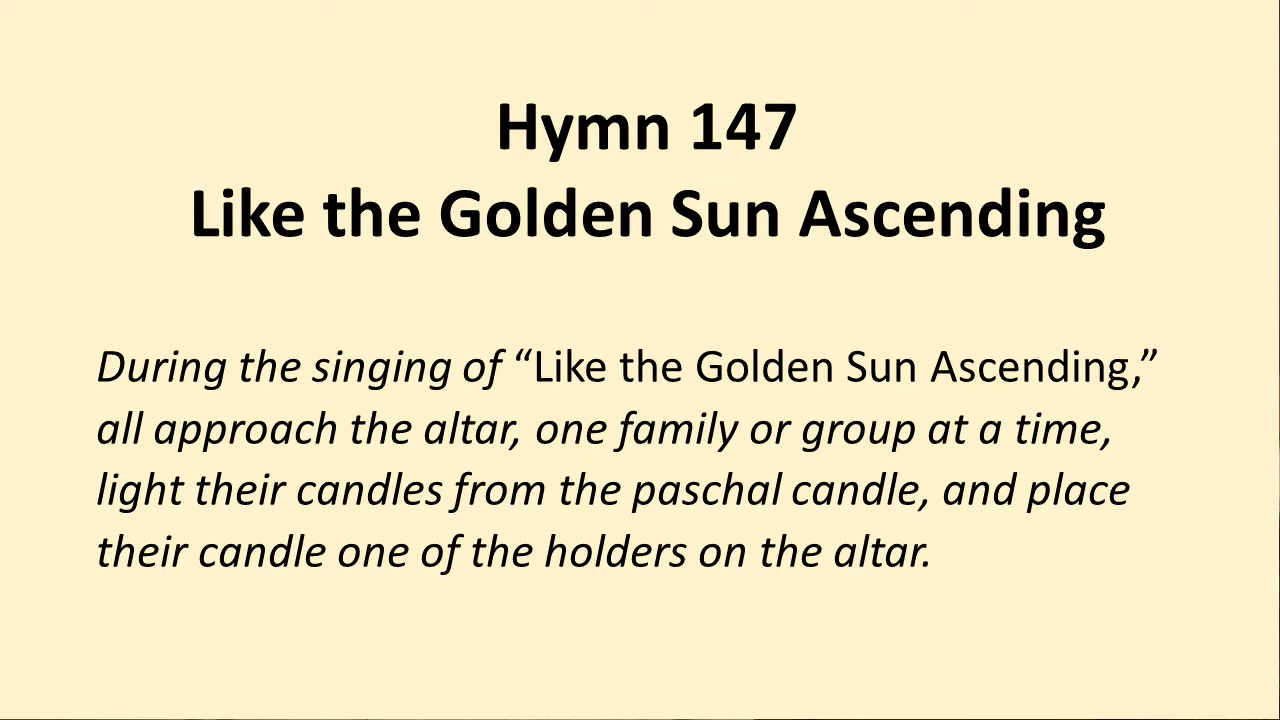 Hymn 147
Like the Golden Sun Ascending
During the singing of “Like the Golden Sun Ascending,”
all approach the altar, one family or group at a time,
light their candles from the paschal candle, and place
their candle one of the holders on the altar.